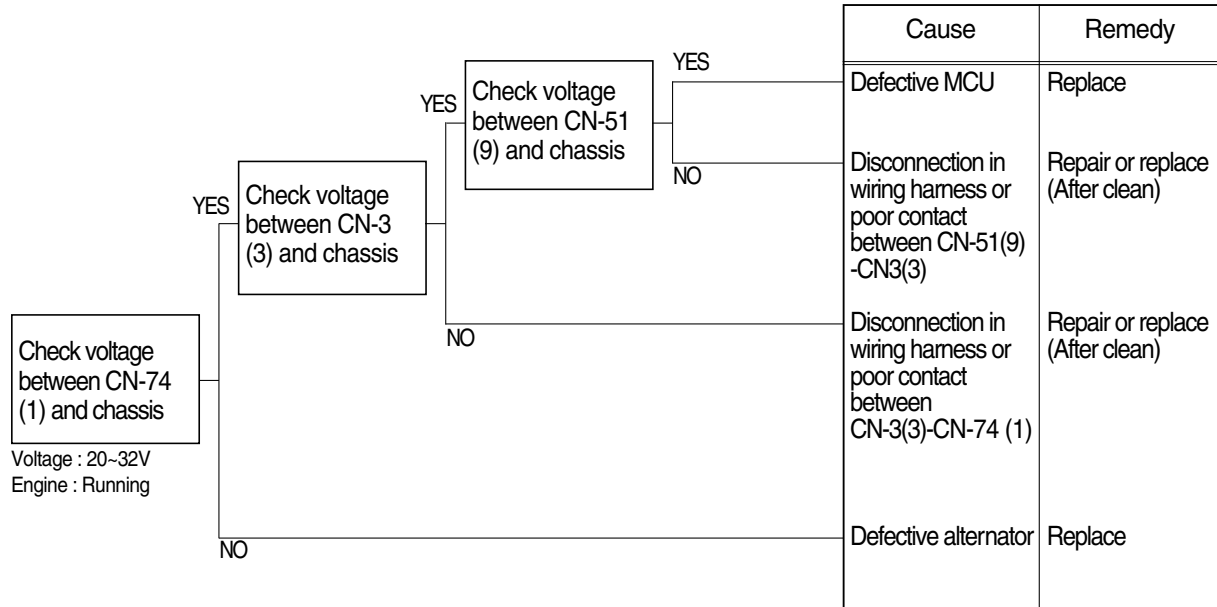 Cause
Remedy
YES
Defective MCU
Replace
Check voltage
between CN-51
(9) and chassis
YES
NO
Disconnection in
wiring harness or
poor contact
between CN-51(9)
-CN3(3)
Repair or replace
(After clean)
Check voltage
between CN-3
(3) and chassis
YES
NO
Disconnection in
wiring harness or
poor contact
between
CN-3(3)-CN-74 (1)
Repair or replace
(After clean)
Check voltage
between CN-74
(1) and chassis
Voltage : 20~32V
Engine : Running
NO
Defective alternator
Replace